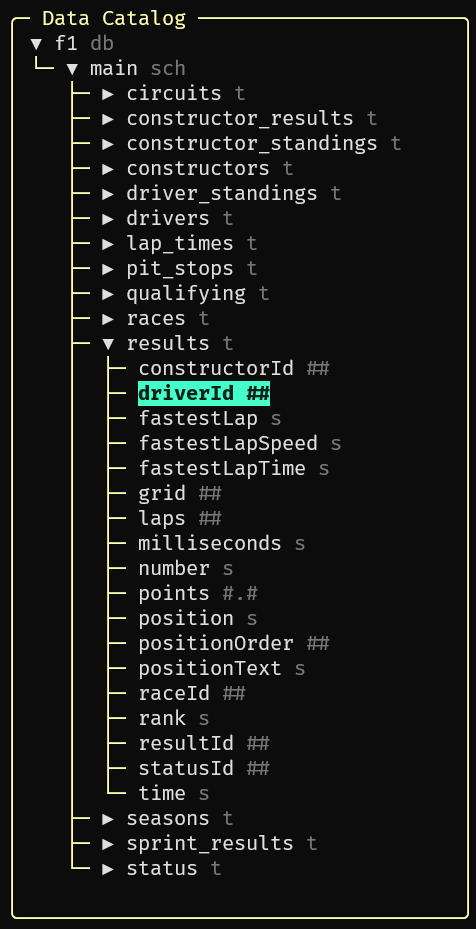 Data Catalog
▼ f1 db
▼ main sch
▶ circuits t
▶ constructor_results t
▶ constructor_standings t
▶ constructors t
▶ driver_standings t
▶ drivers t
▶ lap_times t
▶ pit_stops t
▶ qualifying t
▶ races t
▼ results t
constructorId ##
driverId ##
fastestLap s
fastestLapSpeed s
fastestLapTime s
grid ##
laps ##
milliseconds s
number s
points #.#
position s
positionOrder ##
positionText s
raceId ##
rank s
resultId ##
statusId ##
time s
▶ seasons t
▶ sprint_results t
▶ status t